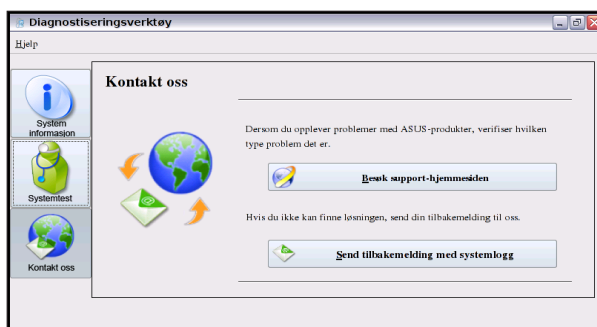 Diagnostiseringsverktøy
Hjelp
System
informasjon
Systemtest
Kontakt oss
Kontakt oss
Dersom du opplever problemer med ASUS-produkter, verifiser hvilken
type problem det er.
Besøk support-hjemmesiden
Hvis du ikke kan finne løsningen, send din tilbakemelding til oss.
Send tilbakemelding med systemlogg